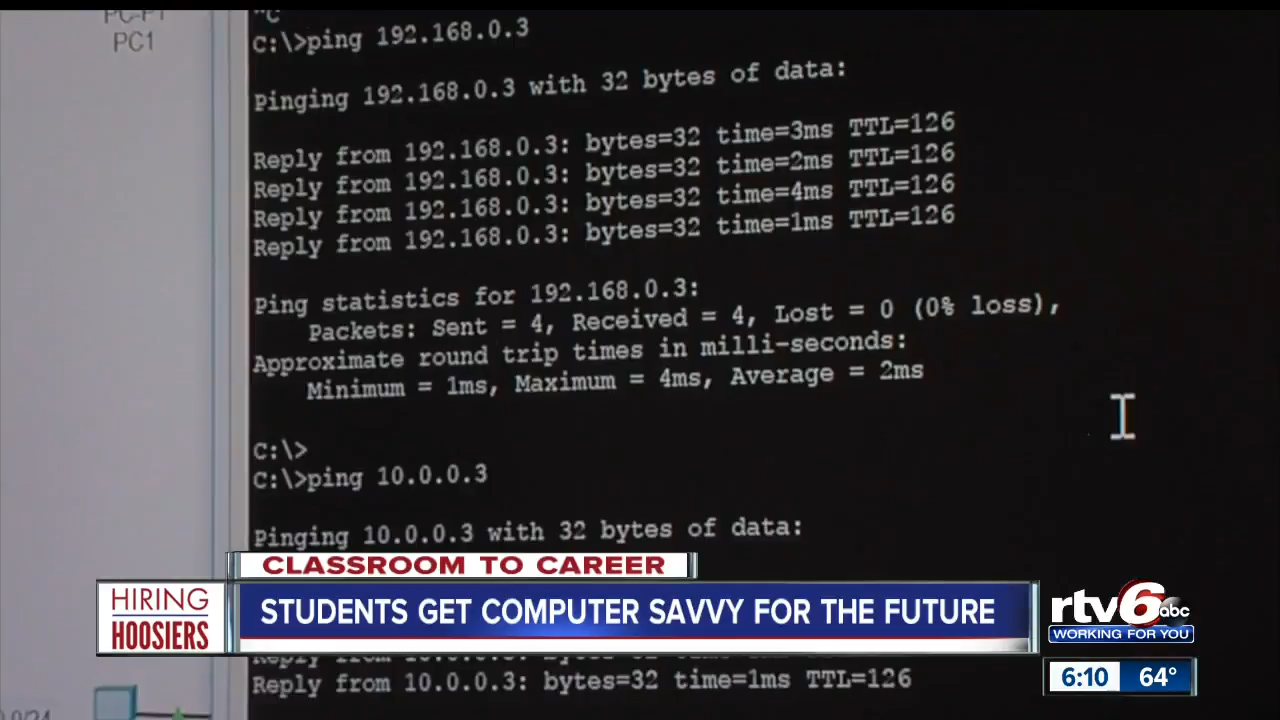 PC-PT
PC1
^C
C:\>ping 192.168.0.3
Pinging 192.168.0.3 with 32 bytes of data:
Reply from 192.168.0.3: bytes=32 time=3ms TTL=126
Reply from 192.168.0.3: bytes=32 time=2ms TTL=126
Reply from 192.168.0.3: bytes=32 time=4ms TTL=126
Reply from 192.168.0.3: bytes=32 time=1ms TTL=126
Ping statistics for 192.168.0.3:
Packets: Sent = 4, Received = 4, Lost = 0 (0% loss),
Approximate round trip times in milli-seconds:
Minimum = 1ms, Maximum = 4ms, Average = 2ms
C:\>
C:\>ping 10.0.0.3
Pinging 10.0.0.3 with 32 bytes of data:
CLASSROOM TO CAREER
HIRING
HOOSIERS
STUDENTS GET COMPUTER SAVVY FOR THE FUTURE
rtv6 abc
WORKING FOR YOU
6:10 64°
Reply from 10.0.0.3: bytes=32 time=1ms TTL=126